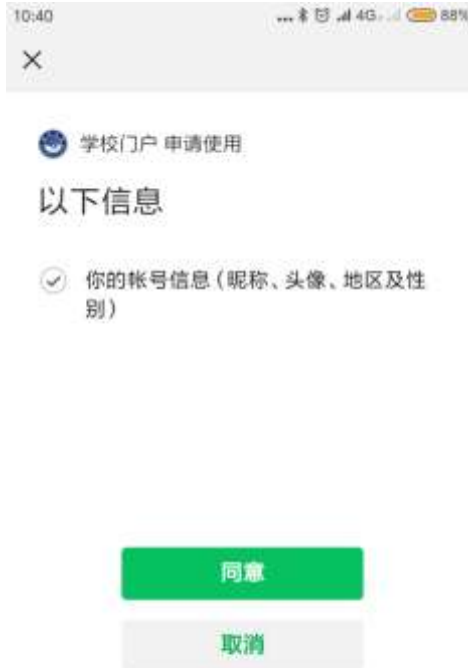 10:40 ... 4G 88%
学校门户 申请使用
以下信息
你的帐号信息(昵称、头像、地区及性
别)
同意
取消